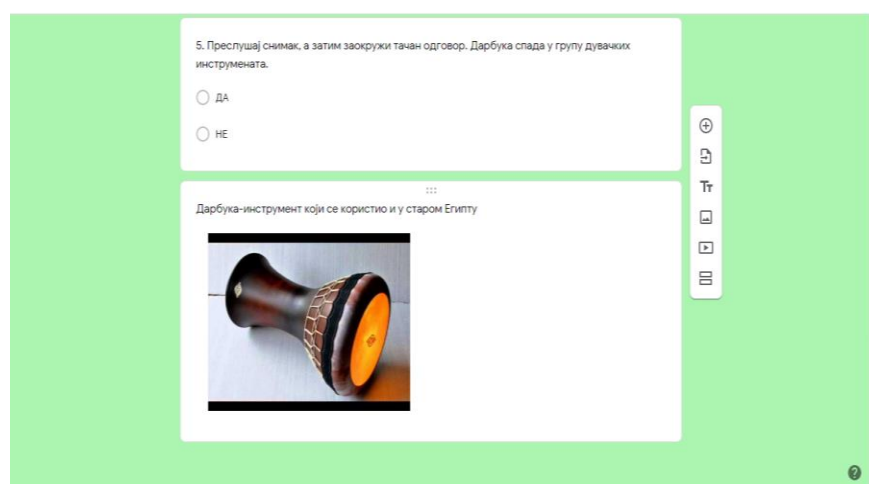 5. Преслушај снимак, а затим заокружи тачан одговор. Дарбука спада у групу дувачких
инструмената.
ДА
НЕ
Дарбука-инструмент који се користио и у старом Египту